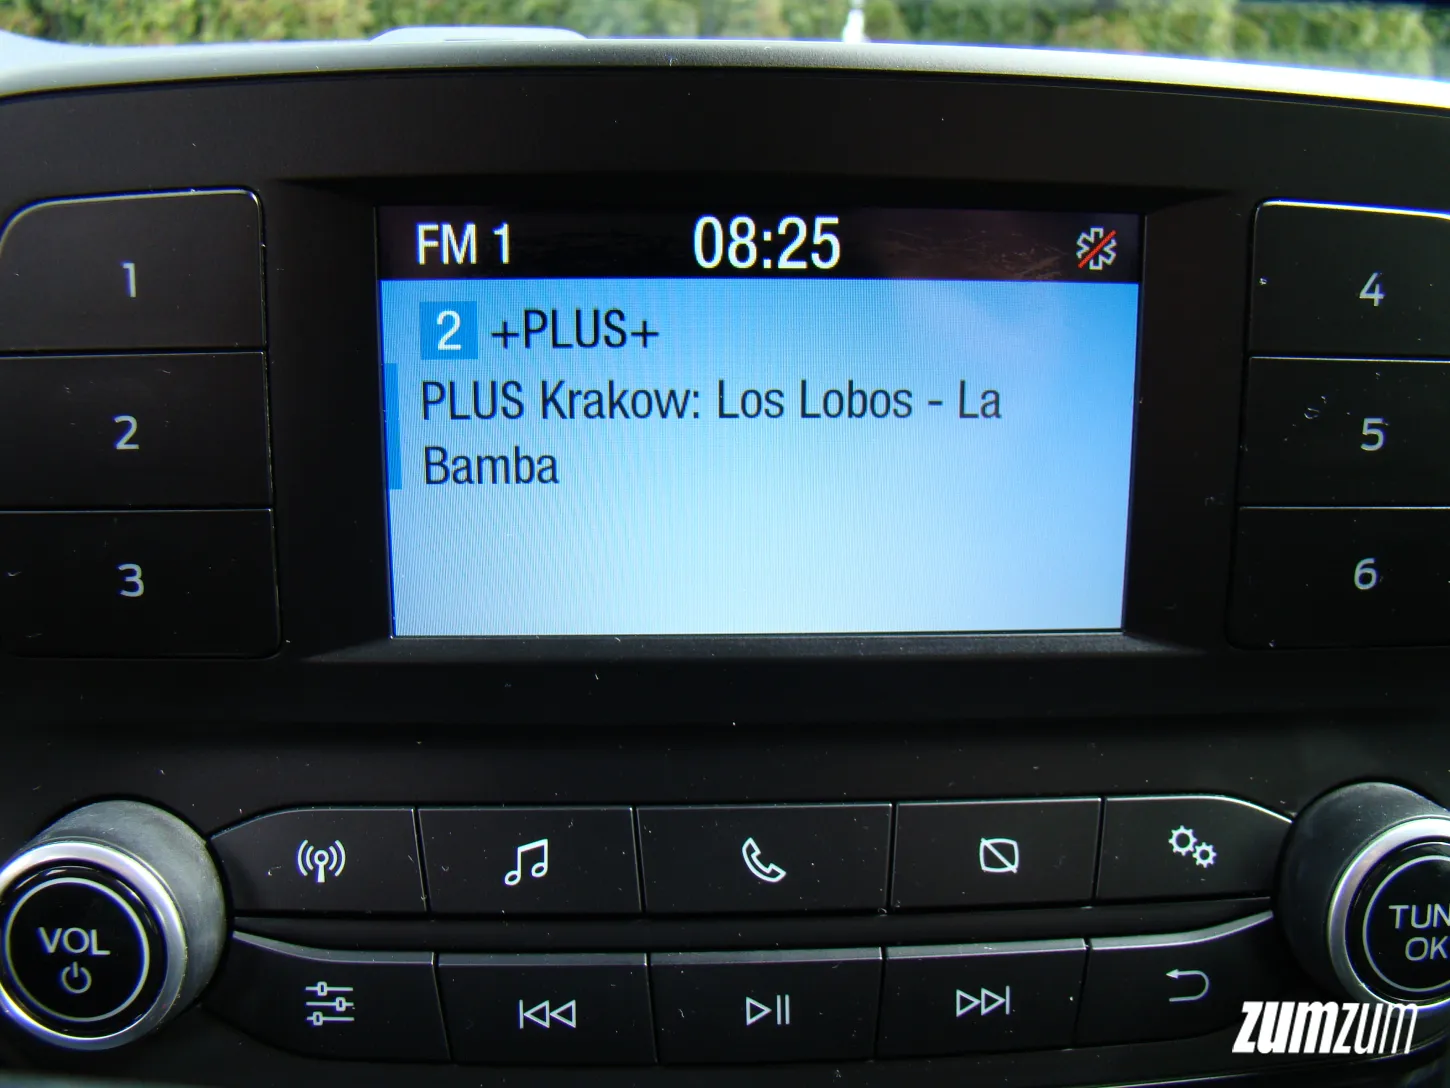 FM 1 08:25
2 +PLUS+
PLUS Krakow: Los Lobos - La
Bamba
1
2
3
4
5
6
VOL
TUN
OK
zumzum